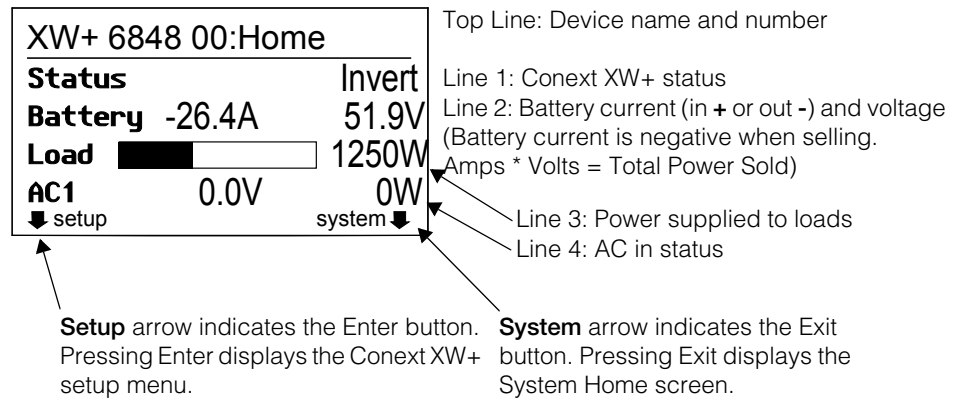 XW+ 6848 00:Home
Status Invert
Battery -26.4A 51.9V
Load 1250W
AC1 0.0V 0W
setup system
Top Line: Device name and number
Line 1: Conext XW+ status
Line 2: Battery current (in + or out -) and voltage
(Battery current is negative when selling.
Amps * Volts = Total Power Sold)
Line 3: Power supplied to loads
Line 4: AC in status
Setup arrow indicates the Enter button.
Pressing Enter displays the Conext XW+
setup menu.
System arrow indicates the Exit
button. Pressing Exit displays the
System Home screen.